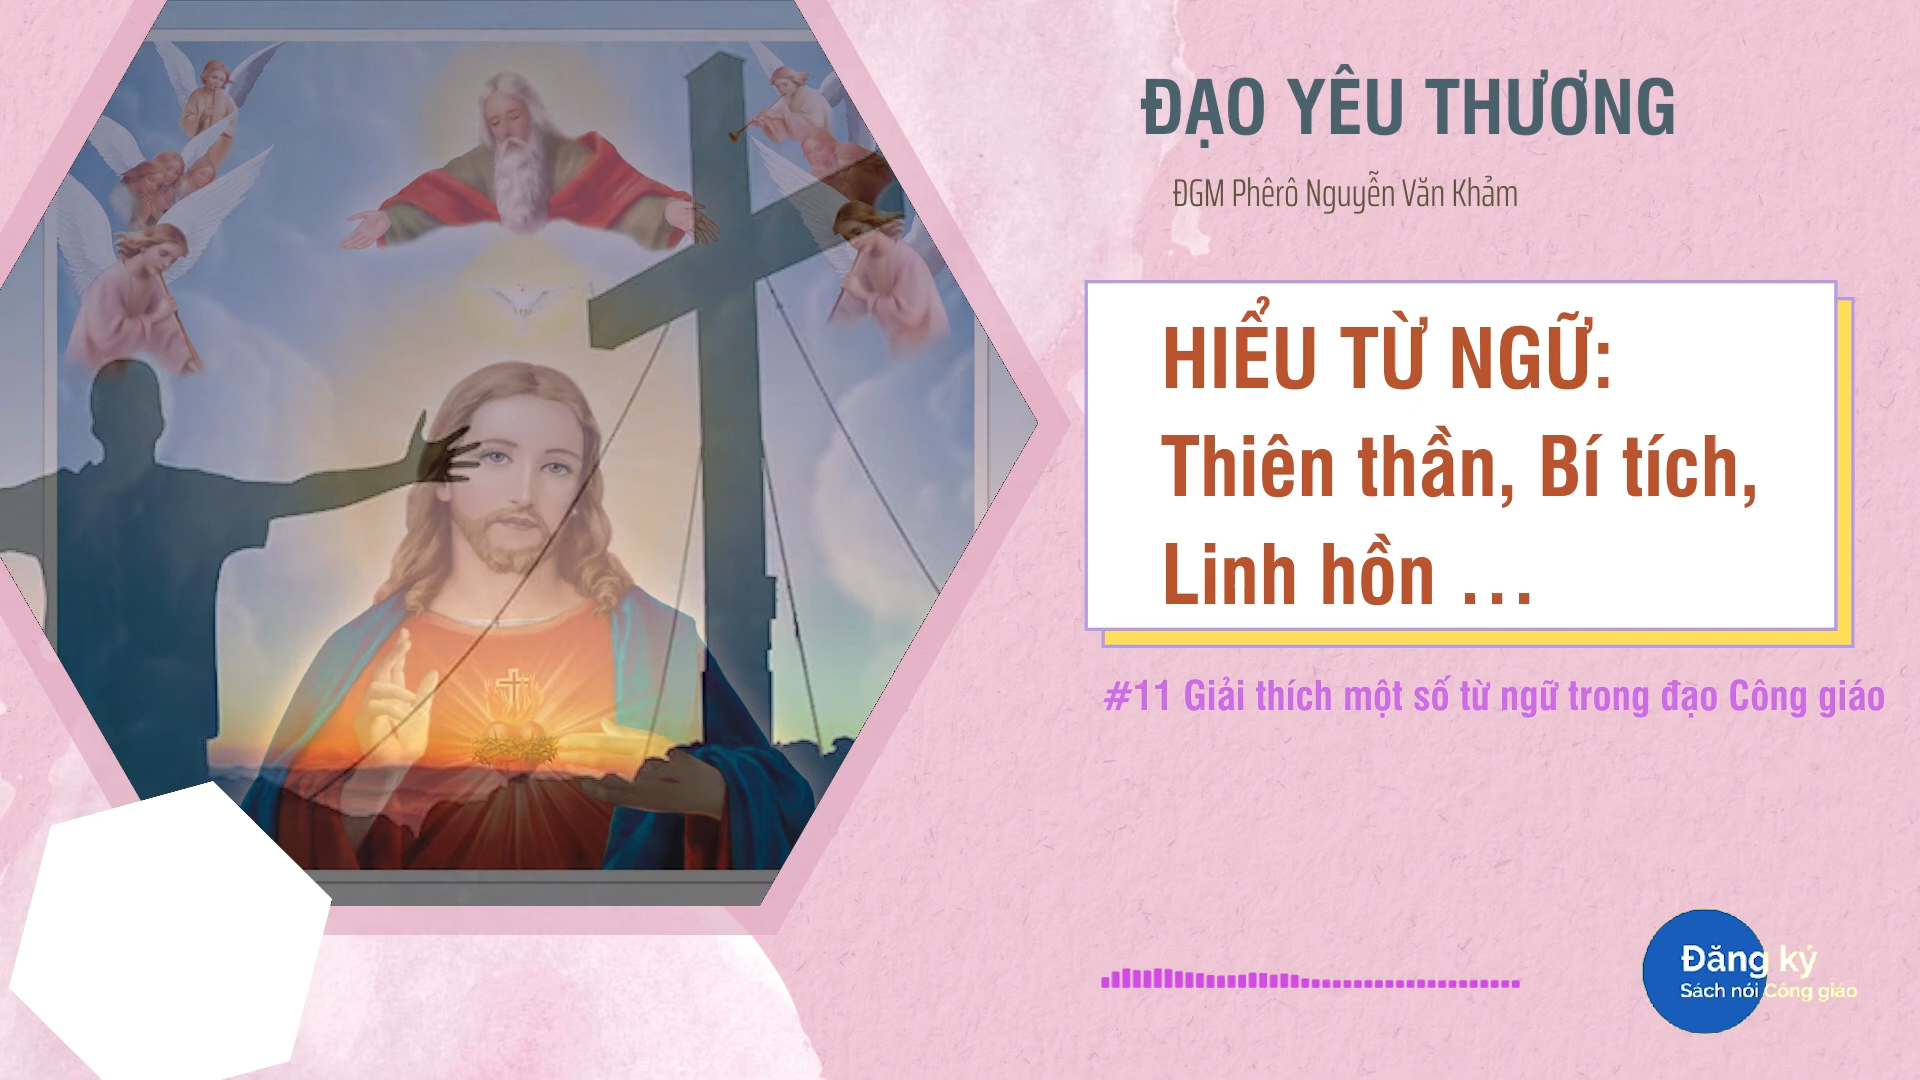 ĐẠO YÊU THƯƠNG
ĐGM Phêrô Nguyễn Văn Khảm
HIỂU TỪ NGỮ:
Thiên thần, Bí tích,
Linh hồn ...
#11 Giải thích một số từ ngữ trong đạo Công giáo
Đăng ký
Sách nói Công giáo